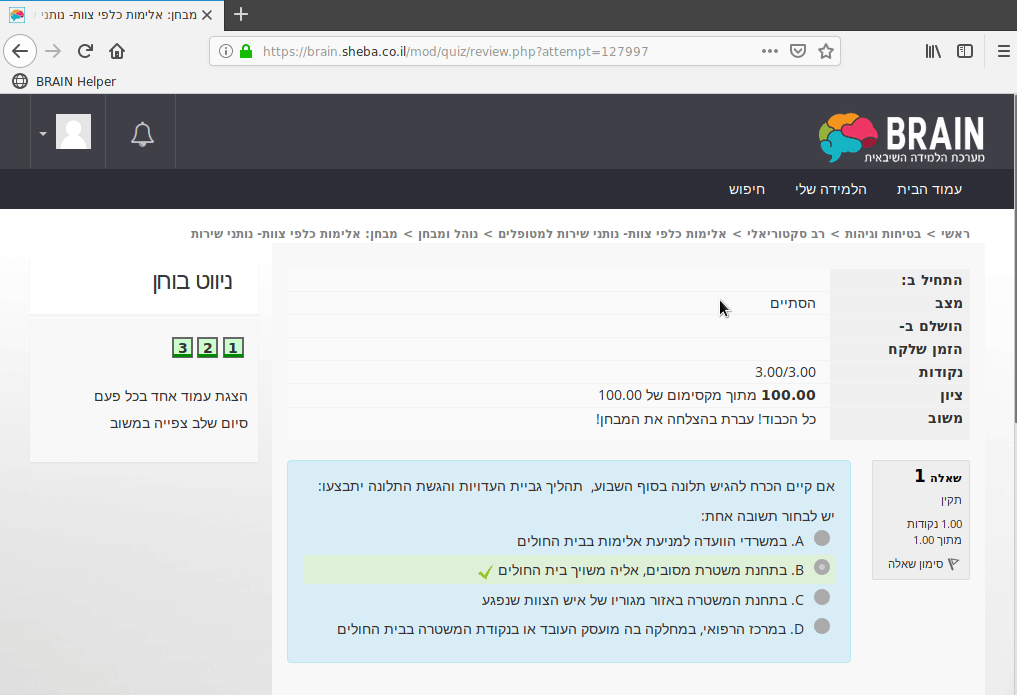 מבחן: אלימות כלפי צוות- נותני
https://brain.sheba.co.il/mod/quiz/review.php?attempt=127997
BRAIN Helper
BRAIN
מערכת הלמידה השיבאית
עמוד הבית הלמידה שלי חיפוש
ראשי > בטיחות וגיהות > רב סקטוריאלי > אלימות כלפי צוות- נותני שירות למטופלים > נוהל ומבחן > מבחן: אלימות כלפי צוות- נותני שירות
התחיל ב:
מצב הסתיים
הושלם ב-
הזמן שלקח
נקודות 3.00/3.00
ציון 100.00 מתוך מקסימום של 100.00
משוב כל הכבוד! עברת בהצלחה את המבחן!
שאלה 1
תקין
1.00 נקודות
מתוך 1.00
סימון שאלה
אם קיים הכרח להגיש תלונה בסוף השבוע, תהליך גביית העדויות והגשת התלונה יתבצעו:
יש לבחור תשובה אחת:
A. במשרדי הוועדה למניעת אלימות בבית החולים
B. בתחנת משטרת מסובים, אליה משויך בית החולים
C. בתחנת המשטרה באזור מגוריו של איש הצוות שנפגע
D. במרכז הרפואי, במחלקה בה מועסק העובד או בנקודת המשטרה בבית החולים
ניווט בוחן
1 2 3
הצגת עמוד אחד בכל פעם
סיום שלב צפייה במשוב